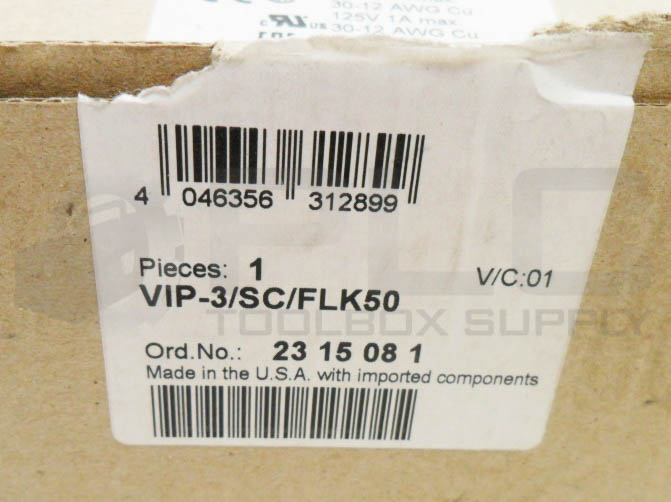 30-12 AWG Cu
125V 1A max.
30-12 AWG Cu
4 046356 312899
Pieces: 1
V/C:01
VIP-3/SC/FLK50
Ord.No.: 23 15 08 1
Made in the U.S.A. with imported components
PLC
TOOLBOX SUPPLY